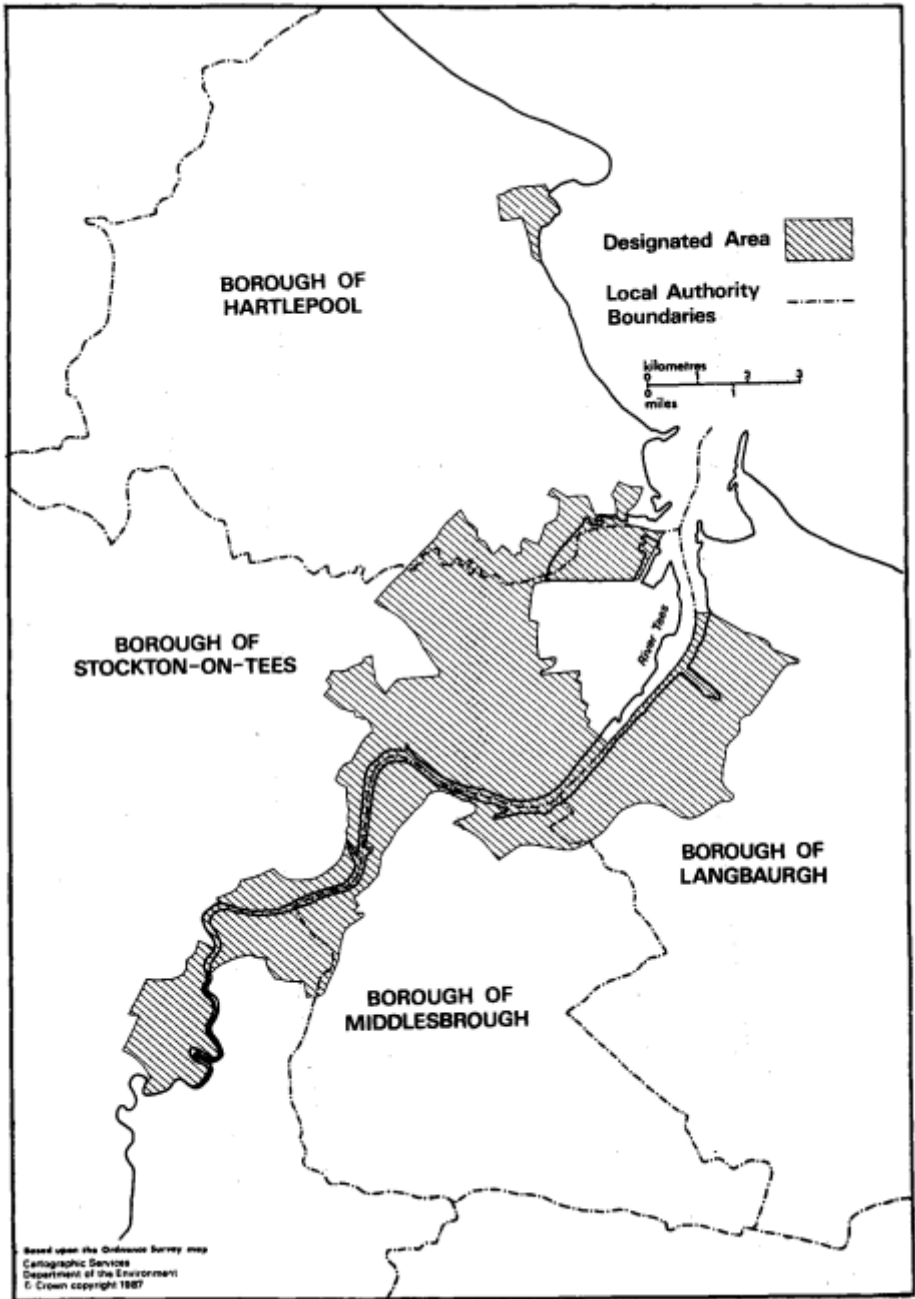 BOROUGH OF
HARTLEPOOL
Designated Area
Local Authority
Boundaries
kilometres
0 1 2 3
0 1
miles
BOROUGH OF
STOCKTON-ON-TEES
River Tees
BOROUGH OF
LANGBAURGH
BOROUGH OF
MIDDLESBROUGH
Based upon the Ordnance Survey map
Cartographic Services
Department of the Environment
© Crown copyright 1987